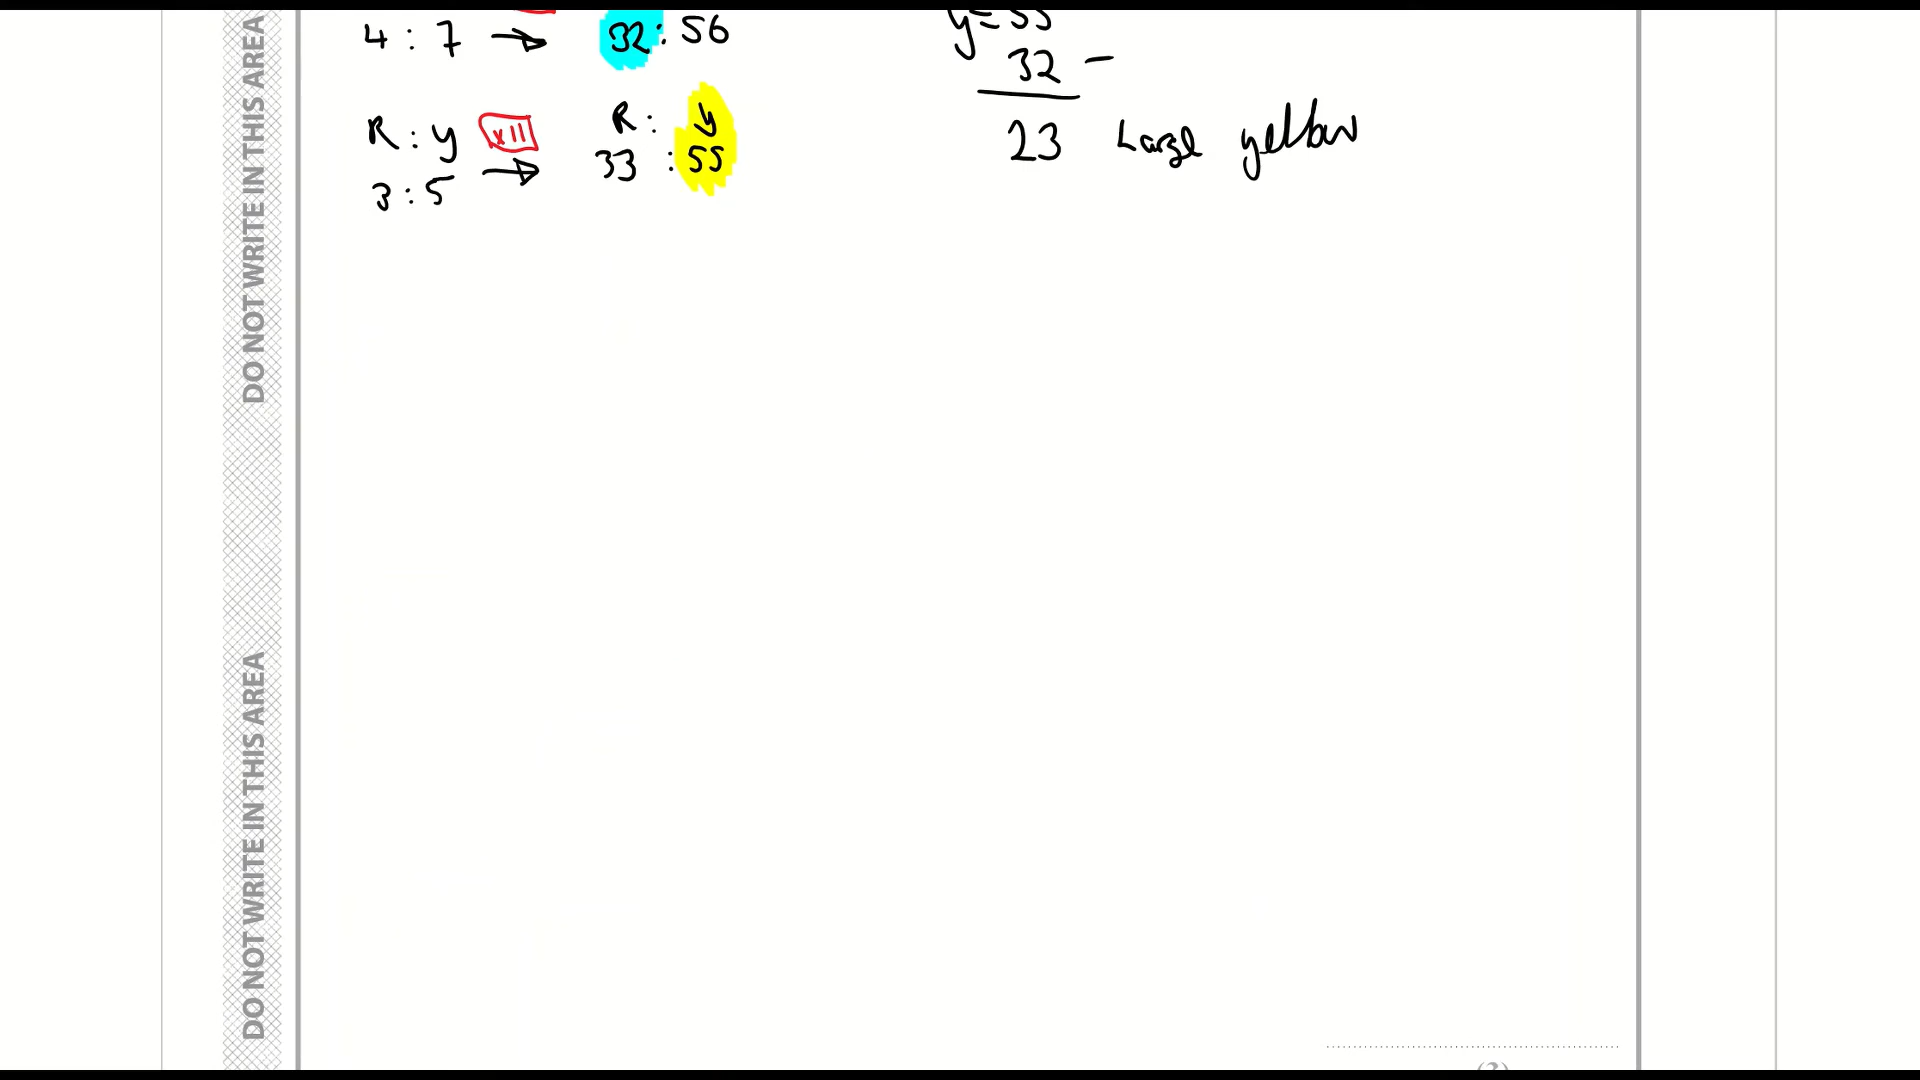 4 : 7 → 32 : 56
y = 55
32 −
23 Large yellow
R : y x11 R : y
3 : 5 → 33 : 55
DO NOT WRITE IN THIS AREA
DO NOT WRITE IN THIS AREA